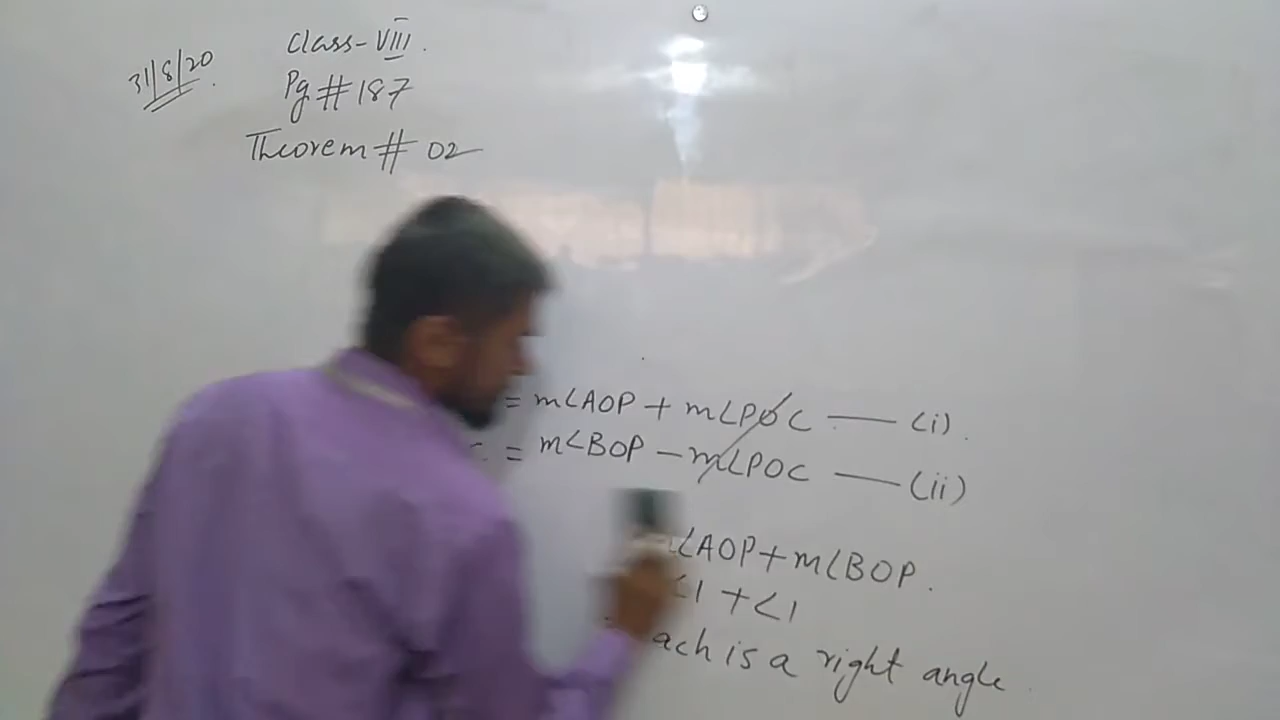 31/8/20
Class-VIII.
Pg # 187
Theorem # 02
= m∠AOP + m∠POC — (i).
= m∠BOP - m∠POC — (ii)
∠AOP + m∠BOP.
∠1 + ∠1
is a right angle.